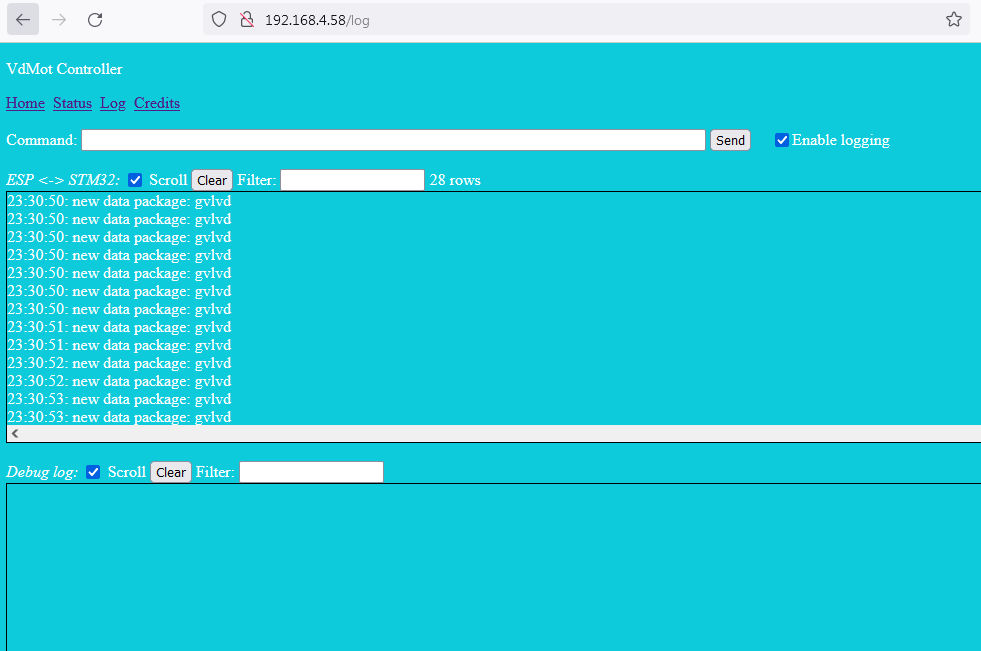 192.168.4.58/log
VdMot Controller
Home Status Log Credits
Command: Send Enable logging
ESP <-> STM32: Scroll Clear Filter: 28 rows
23:30:50: new data package: gvlvd
23:30:50: new data package: gvlvd
23:30:50: new data package: gvlvd
23:30:50: new data package: gvlvd
23:30:50: new data package: gvlvd
23:30:50: new data package: gvlvd
23:30:50: new data package: gvlvd
23:30:51: new data package: gvlvd
23:30:51: new data package: gvlvd
23:30:52: new data package: gvlvd
23:30:52: new data package: gvlvd
23:30:53: new data package: gvlvd
23:30:53: new data package: gvlvd
Debug log: Scroll Clear Filter: